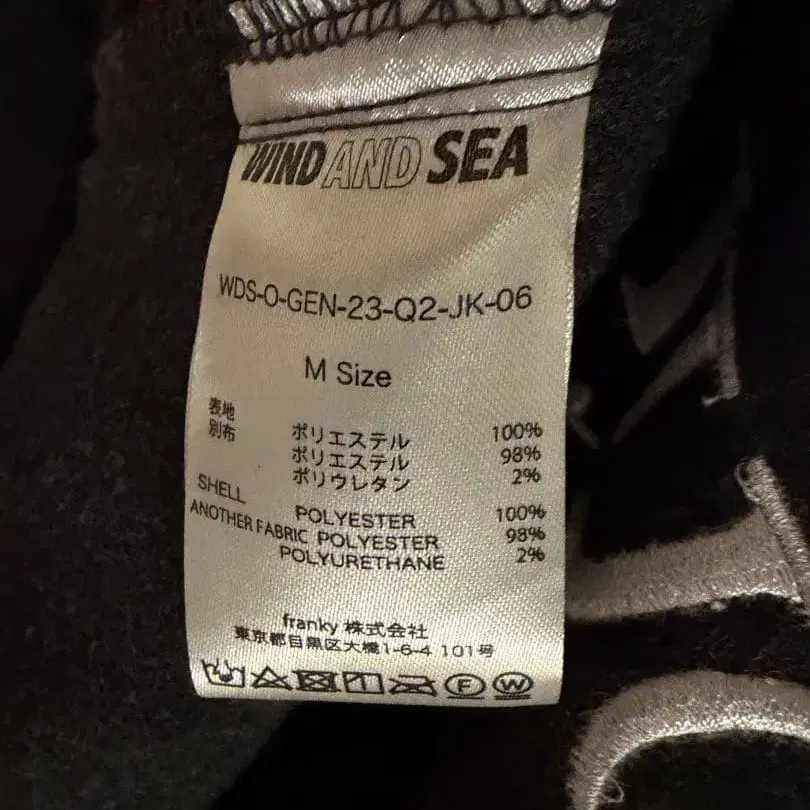 WIND AND SEA
WDS-O-GEN-23-Q2-JK-06
M Size
表地 ポリエステル 100%
別布 ポリエステル 98%
ポリウレタン 2%
SHELL POLYESTER 100%
ANOTHER FABRIC POLYESTER 98%
POLYURETHANE 2%
franky 株式会社
東京都目黒区大橋1-6-4 101号
F W